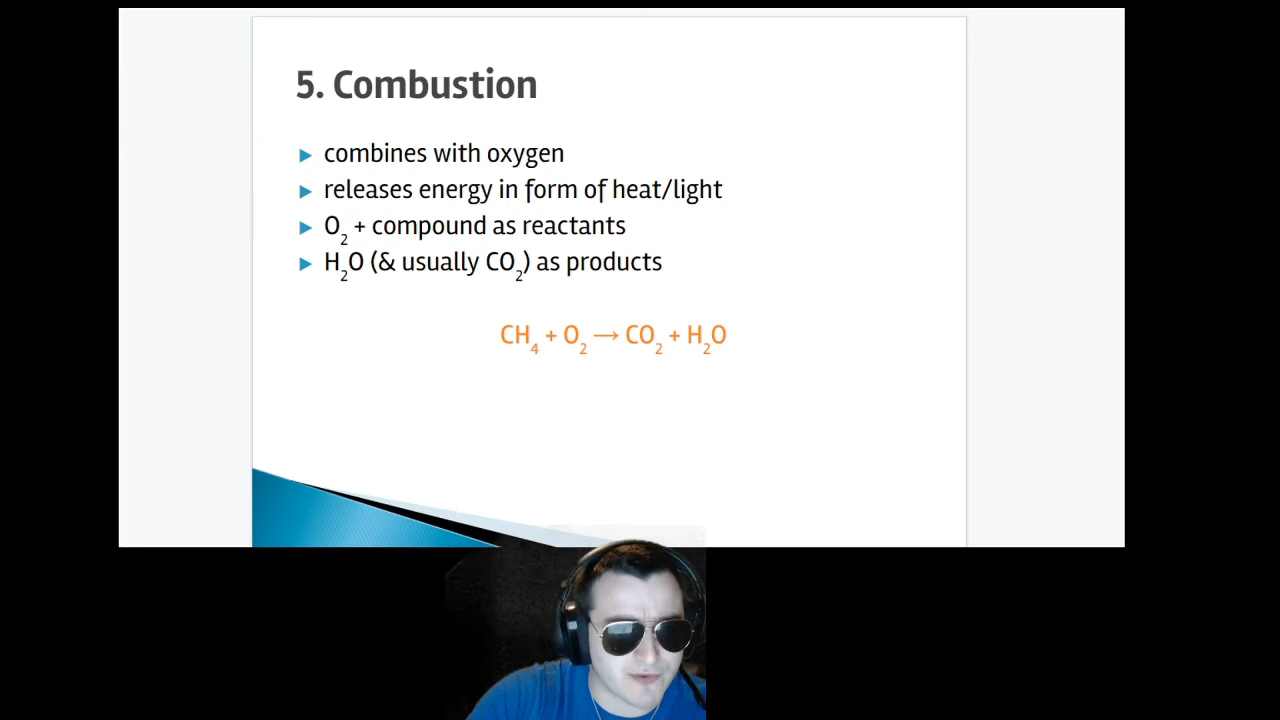 5. Combustion
combines with oxygen
releases energy in form of heat/light
O₂ + compound as reactants
H₂O (& usually CO₂) as products
CH₄ + O₂ → CO₂ + H₂O